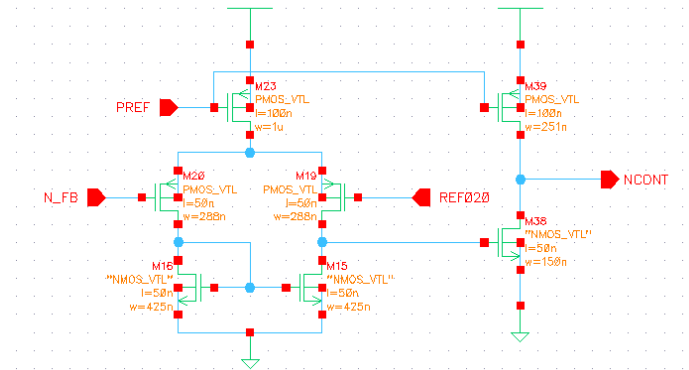 M23
PMOS_VTL
l=100n
w=1u
PREF
M39
PMOS_VTL
l=100n
w=251n
M20
PMOS_VTL
l=50n
w=288n
N_FB
M19
PMOS_VTL
l=50n
w=288n
REF020
NCONT
M38
"NMOS_VTL"
l=50n
w=150n
M16
"NMOS_VTL"
l=50n
w=425n
M15
"NMOS_VTL"
l=50n
w=425n